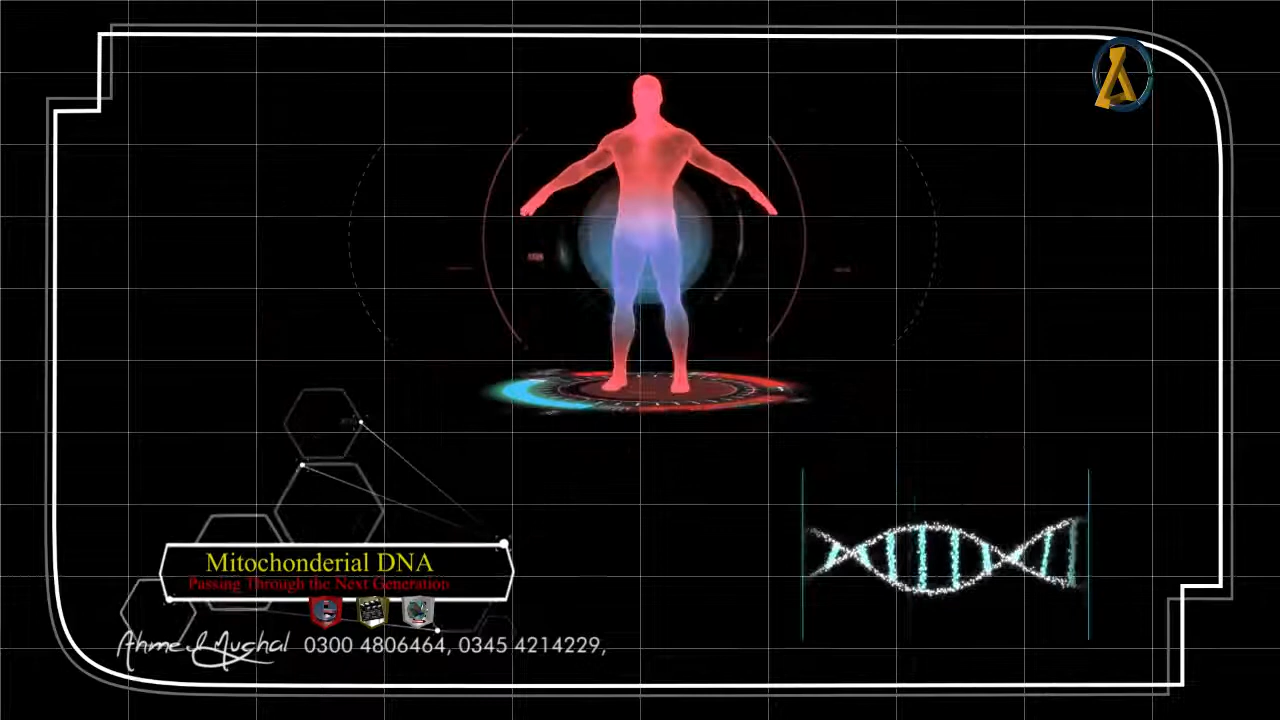 Mitochonderial DNA
Passing Through the Next Generation
Ahmed Mughal 0300 4806464, 0345 4214229,